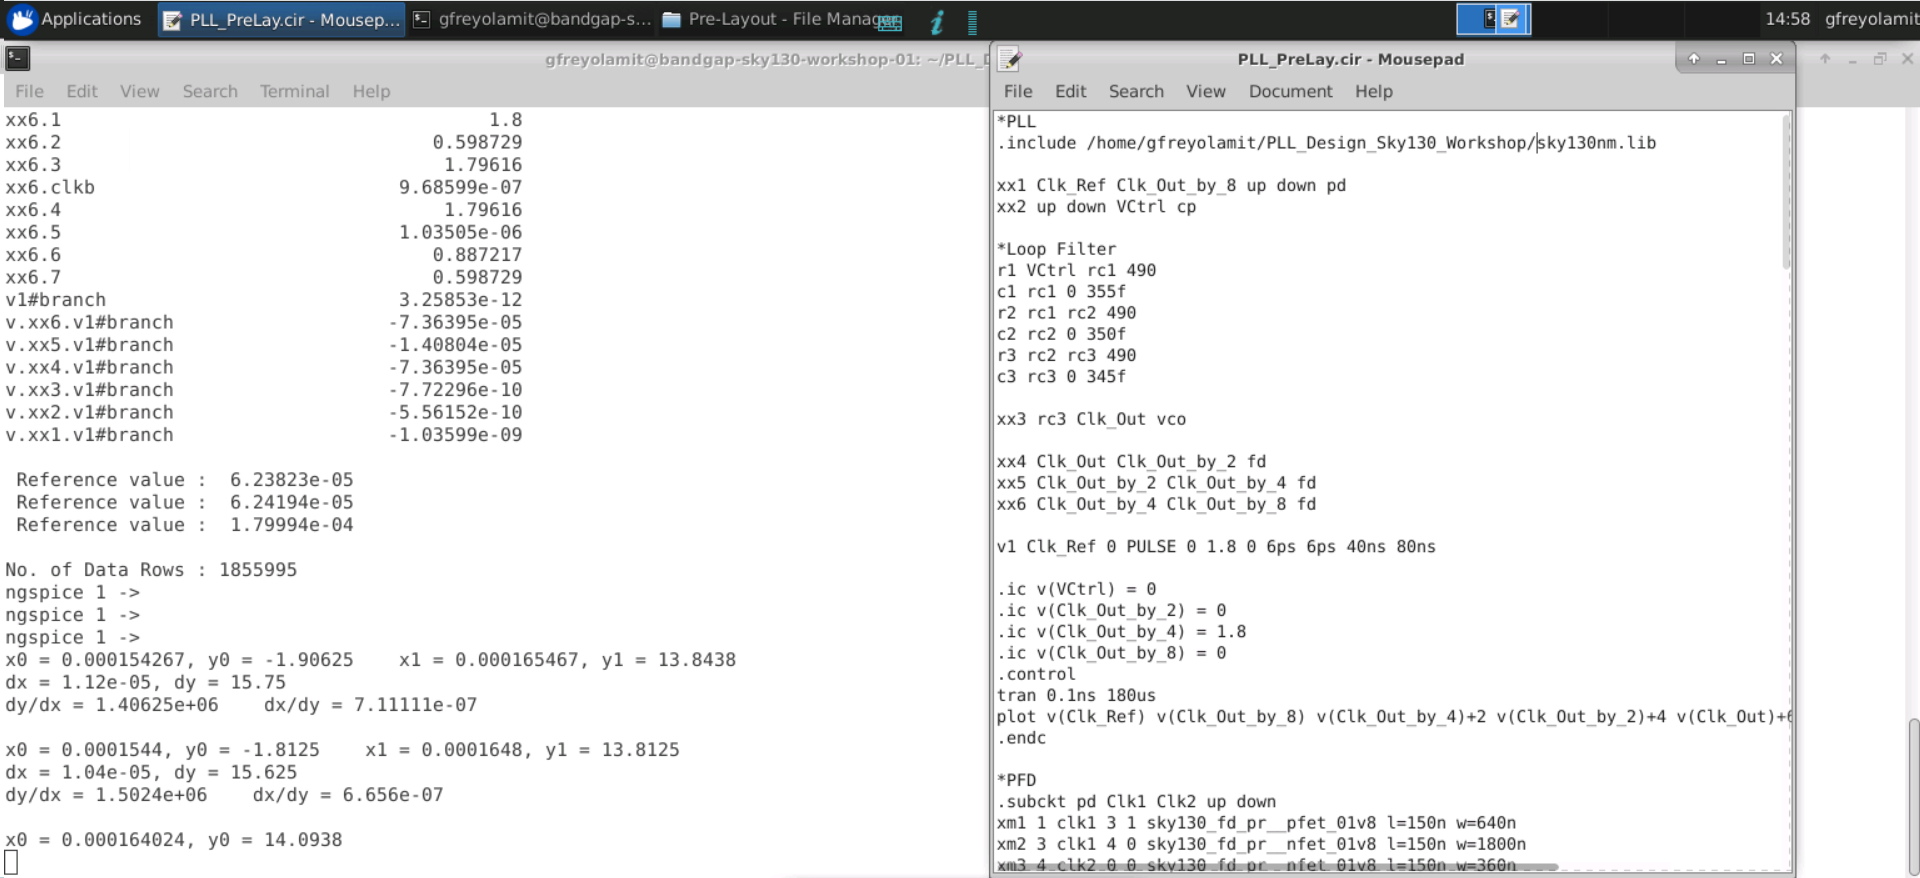 Applications
PLL_PreLay.cir - Mousep...
gfreyolamit@bandgap-s...
Pre-Layout - File Manage
14:58
gfreyolamit
gfreyolamit@bandgap-sky130-workshop-01: ~/PLL_D
File Edit View Search Terminal Help
xx6.1 1.8
xx6.2 0.598729
xx6.3 1.79616
xx6.clkb 9.68599e-07
xx6.4 1.79616
xx6.5 1.03505e-06
xx6.6 0.887217
xx6.7 0.598729
v1#branch 3.25853e-12
v.xx6.v1#branch -7.36395e-05
v.xx5.v1#branch -1.40804e-05
v.xx4.v1#branch -7.36395e-05
v.xx3.v1#branch -7.72296e-10
v.xx2.v1#branch -5.56152e-10
v.xx1.v1#branch -1.03599e-09
Reference value : 6.23823e-05
Reference value : 6.24194e-05
Reference value : 1.79994e-04
No. of Data Rows : 1855995
ngspice 1 ->
ngspice 1 ->
ngspice 1 ->
x0 = 0.000154267, y0 = -1.90625 x1 = 0.000165467, y1 = 13.8438
dx = 1.12e-05, dy = 15.75
dy/dx = 1.40625e+06 dx/dy = 7.11111e-07
x0 = 0.0001544, y0 = -1.8125 x1 = 0.0001648, y1 = 13.8125
dx = 1.04e-05, dy = 15.625
dy/dx = 1.5024e+06 dx/dy = 6.656e-07
x0 = 0.000164024, y0 = 14.0938
PLL_PreLay.cir - Mousepad
File Edit Search View Document Help
*PLL
.include /home/gfreyolamit/PLL_Design_Sky130_Workshop/sky130nm.lib
xx1 Clk_Ref Clk_Out_by_8 up down pd
xx2 up down VCtrl cp
*Loop Filter
r1 VCtrl rc1 490
c1 rc1 0 355f
r2 rc1 rc2 490
c2 rc2 0 350f
r3 rc2 rc3 490
c3 rc3 0 345f
xx3 rc3 Clk_Out vco
xx4 Clk_Out Clk_Out_by_2 fd
xx5 Clk_Out_by_2 Clk_Out_by_4 fd
xx6 Clk_Out_by_4 Clk_Out_by_8 fd
v1 Clk_Ref 0 PULSE 0 1.8 0 6ps 6ps 40ns 80ns
.ic v(VCtrl) = 0
.ic v(Clk_Out_by_2) = 0
.ic v(Clk_Out_by_4) = 1.8
.ic v(Clk_Out_by_8) = 0
.control
tran 0.1ns 180us
plot v(Clk_Ref) v(Clk_Out_by_8) v(Clk_Out_by_4)+2 v(Clk_Out_by_2)+4 v(Clk_Out)+6
.endc
*PFD
.subckt pd Clk1 Clk2 up down
xm1 1 clk1 3 1 sky130_fd_pr__pfet_01v8 l=150n w=640n
xm2 3 clk1 4 0 sky130_fd_pr__nfet_01v8 l=150n w=1800n
xm3 4 clk2 0 0 sky130_fd_pr__nfet_01v8 l=150n w=360n